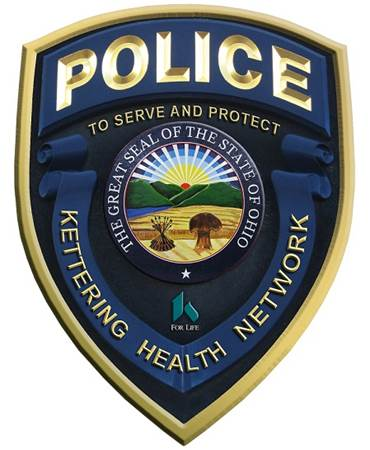 POLICE
TO SERVE AND PROTECT
THE GREAT SEAL OF THE STATE OF OHIO
FOR LIFE
KETTERING HEALTH NETWORK